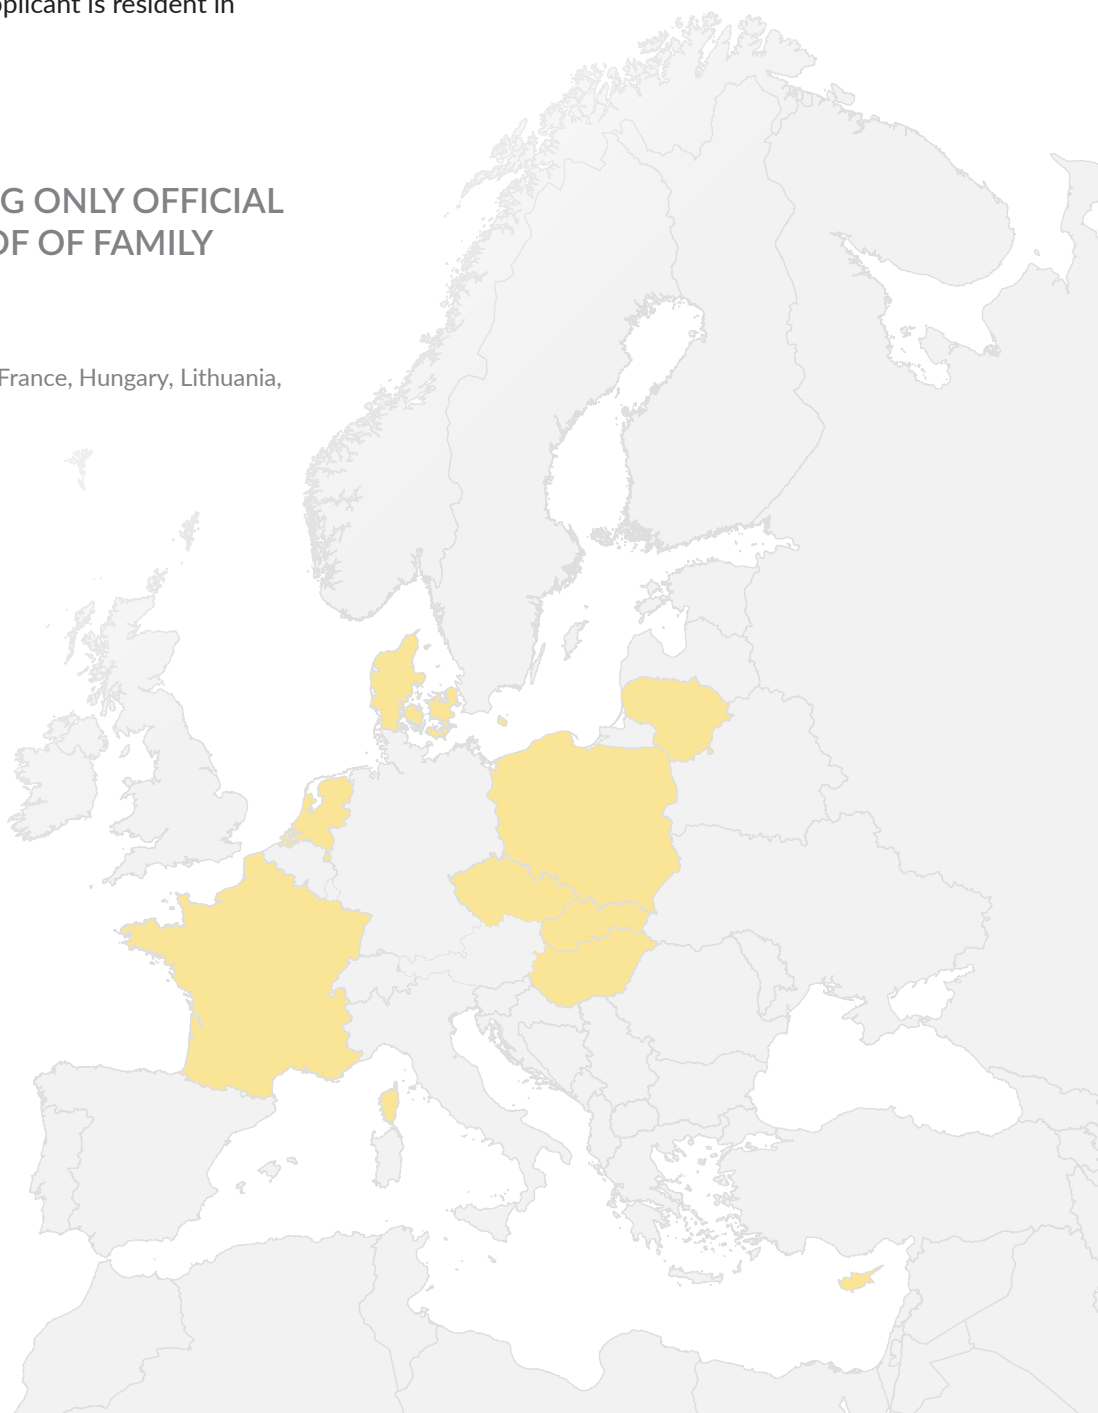 plicant is resident in
G ONLY OFFICIAL
OF OF FAMILY
France, Hungary, Lithuania,